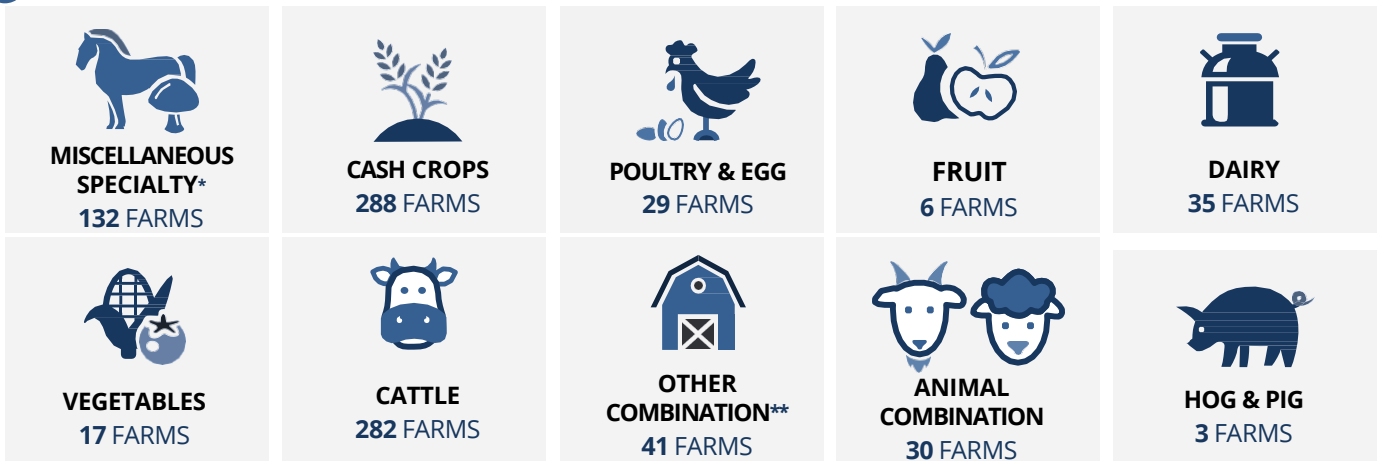 MISCELLANEOUS
SPECIALTY*
132 FARMS
CASH CROPS
288 FARMS
POULTRY & EGG
29 FARMS
FRUIT
6 FARMS
DAIRY
35 FARMS
VEGETABLES
17 FARMS
CATTLE
282 FARMS
OTHER
COMBINATION**
41 FARMS
ANIMAL
COMBINATION
30 FARMS
HOG & PIG
3 FARMS